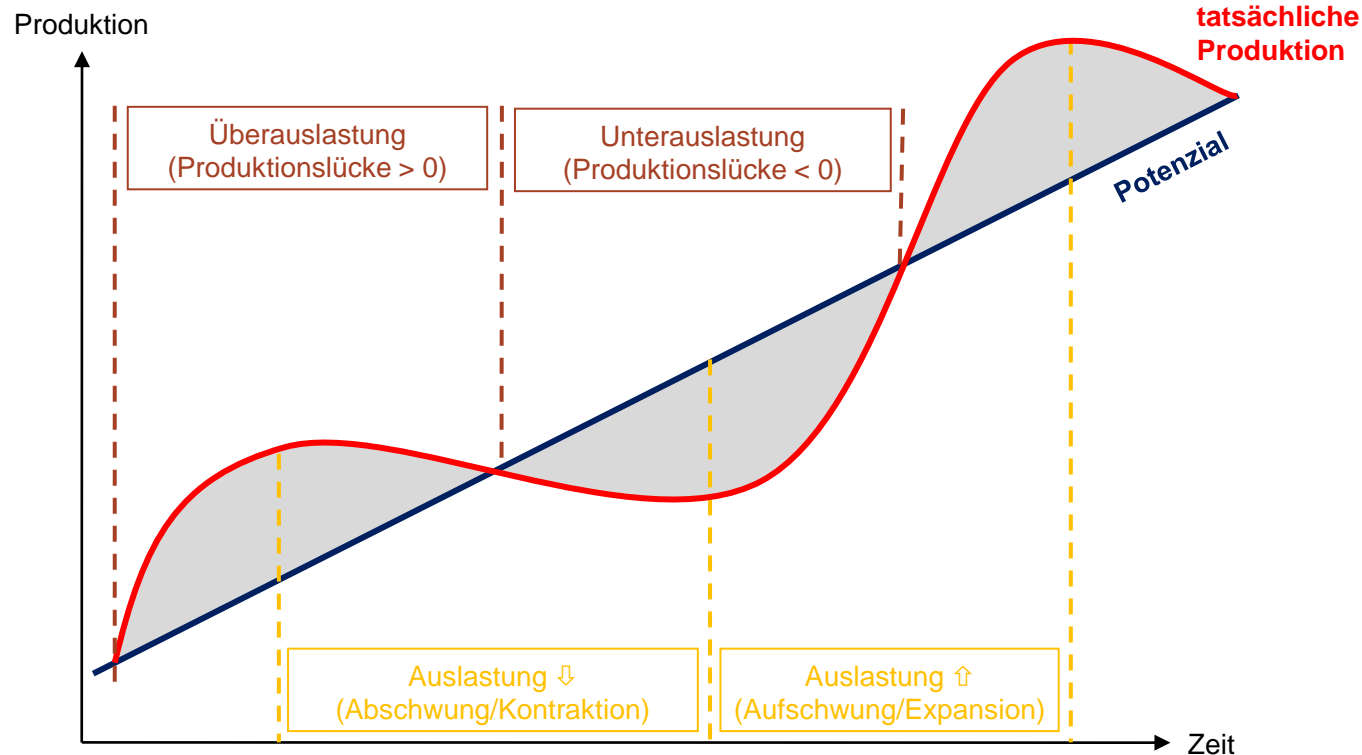 tatsächliche
Produktion
Produktion
Überauslastung
(Produktionslücke > 0)
Unterauslastung
(Produktionslücke < 0)
Potenzial
Auslastung ⇩
(Abschwung/Kontraktion)
Auslastung ⇧
(Aufschwung/Expansion)
Zeit